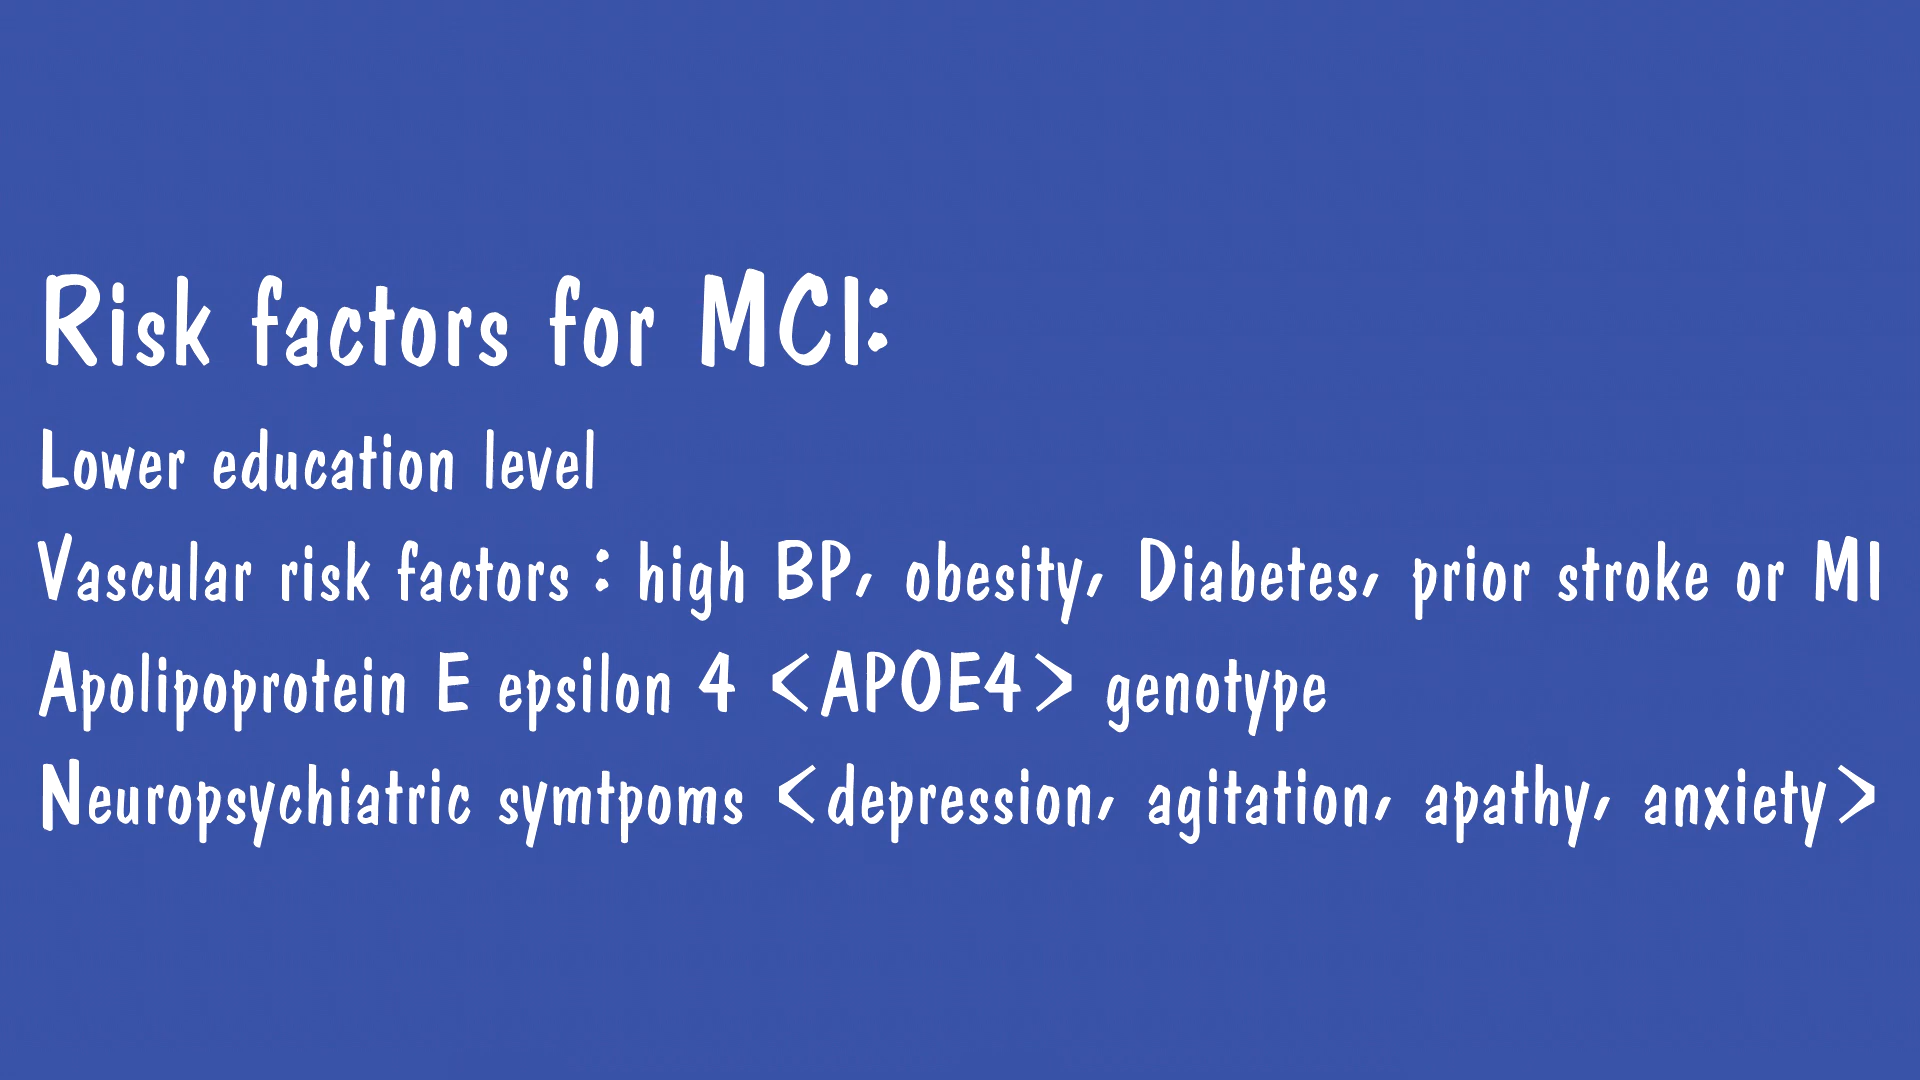 Risk factors for MCI:
Lower education level
Vascular risk factors : high BP, obesity, Diabetes, prior stroke or MI
Apolipoprotein E epsilon 4 <APOE4> genotype
Neuropsychiatric symtpoms <depression, agitation, apathy, anxiety>